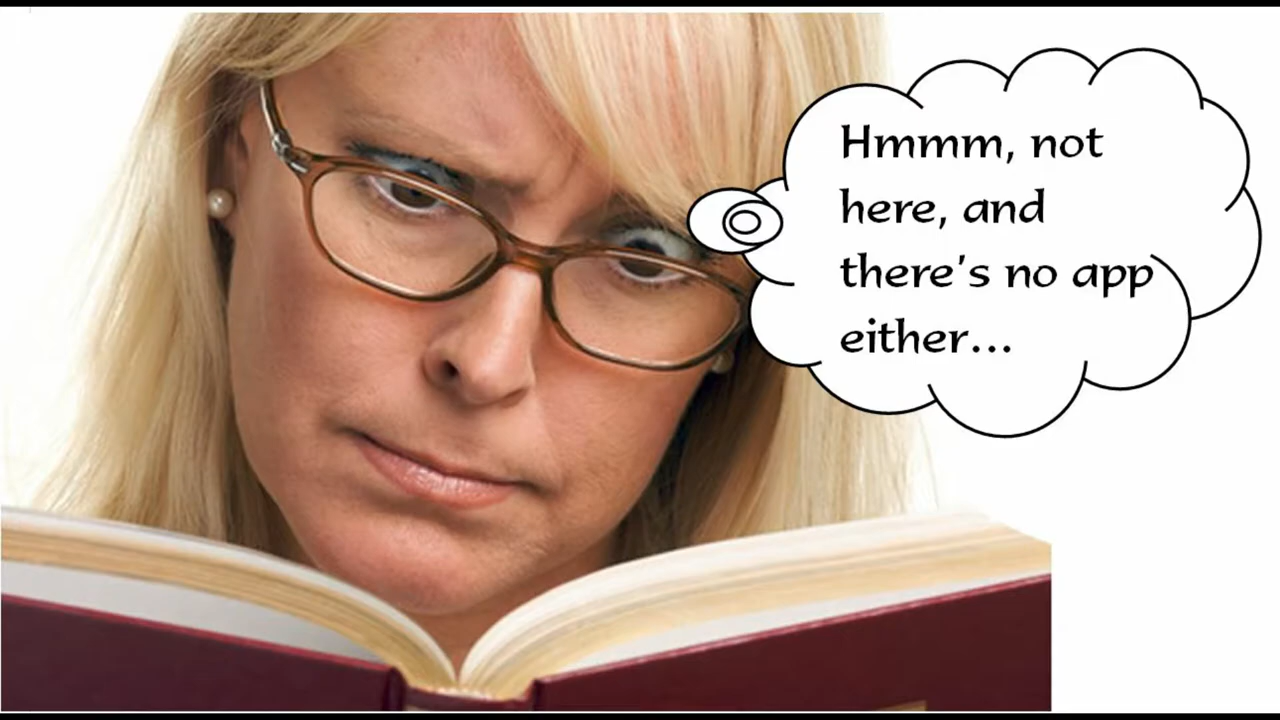 Hmmm, not
here, and
there's no app
either...